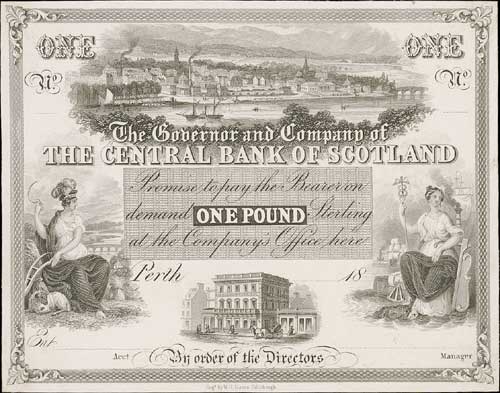 ONE ONE
No. No.
The Governor and Company of
THE CENTRAL BANK OF SCOTLAND
Promise to pay the Bearer on
demand ONE POUND Sterling
at the Company's Office here
Perth 18
Ent.
Acct. Manager
By order of the Directors